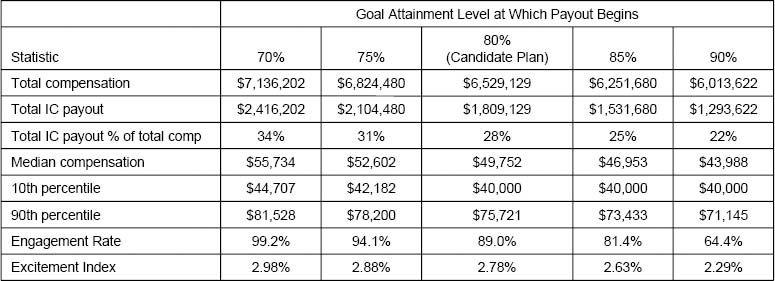 Goal Attainment Level at Which Payout Begins
Statistic 70% 75% 80% (Candidate Plan) 85% 90%
Total compensation $7,136,202 $6,824,480 $6,529,129 $6,251,680 $6,013,622
Total IC payout $2,416,202 $2,104,480 $1,809,129 $1,531,680 $1,293,622
Total IC payout % of total comp 34% 31% 28% 25% 22%
Median compensation $55,734 $52,602 $49,752 $46,953 $43,988
10th percentile $44,707 $42,182 $40,000 $40,000 $40,000
90th percentile $81,528 $78,200 $75,721 $73,433 $71,145
Engagement Rate 99.2% 94.1% 89.0% 81.4% 64.4%
Excitement Index 2.98% 2.88% 2.78% 2.63% 2.29%